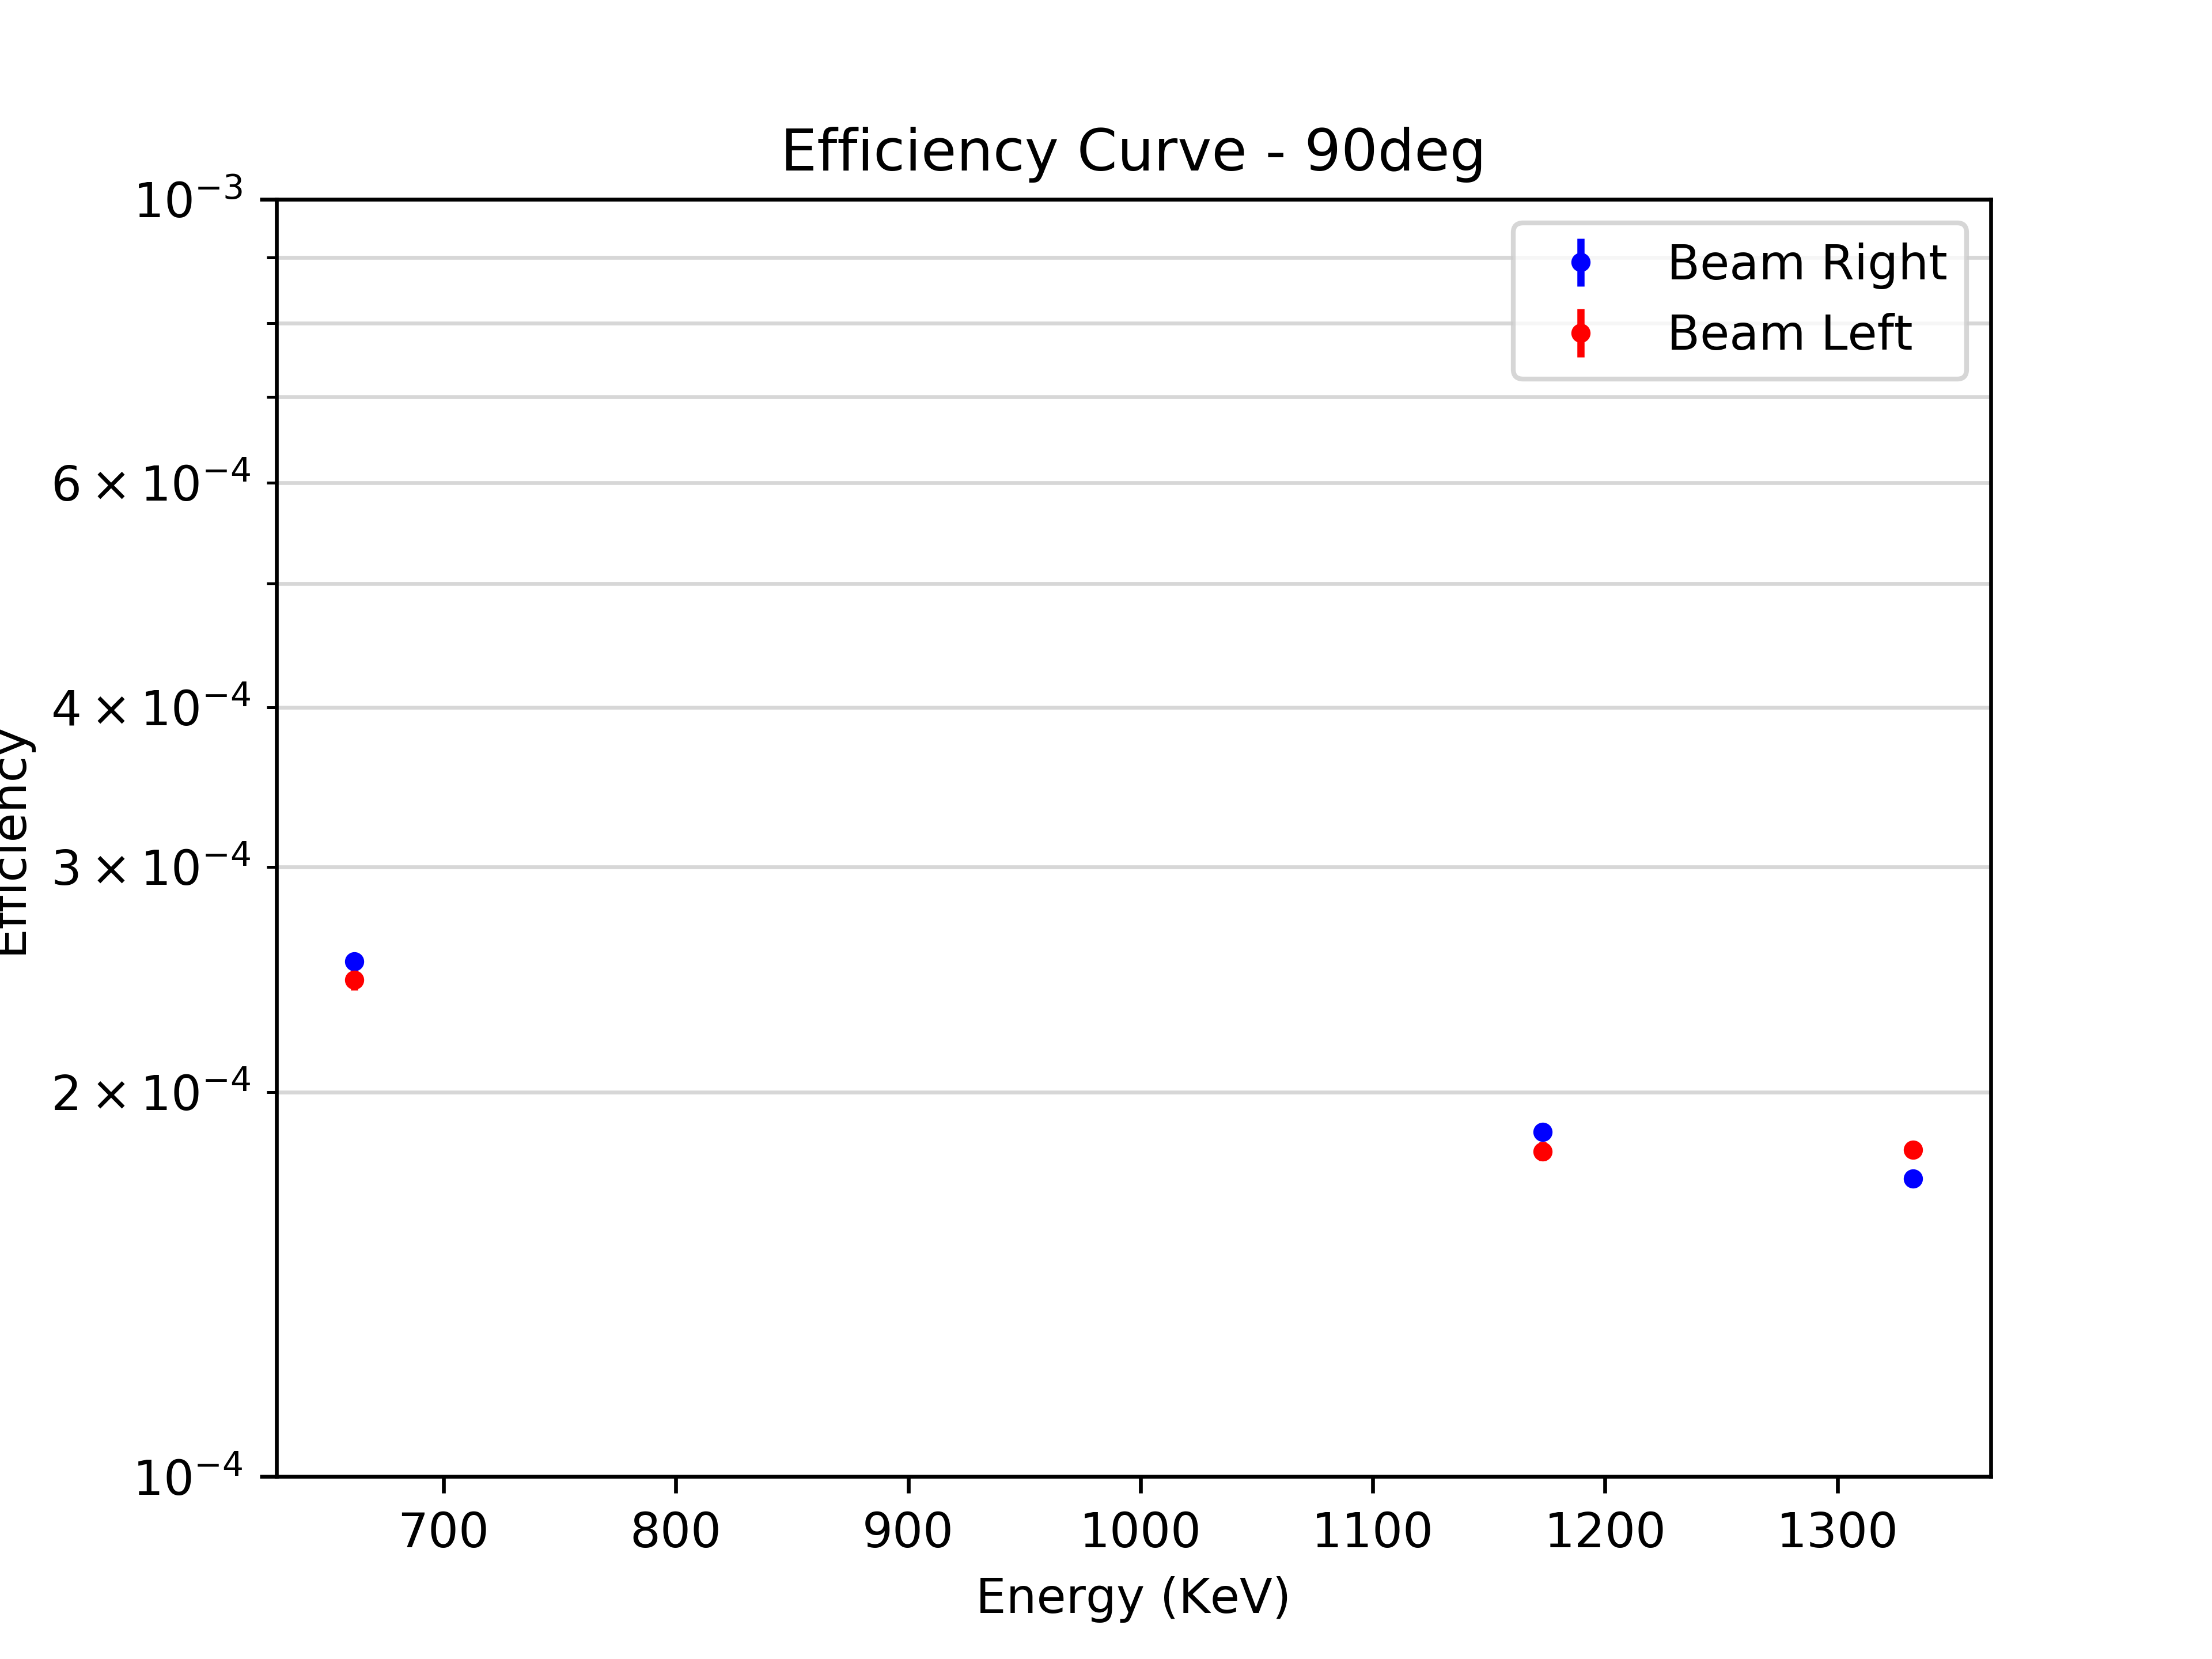 Efficiency Curve - 90deg
10⁻³
6 × 10⁻⁴
4 × 10⁻⁴
3 × 10⁻⁴
2 × 10⁻⁴
10⁻⁴
Efficiency
Beam Right
Beam Left
700 800 900 1000 1100 1200 1300
Energy (KeV)